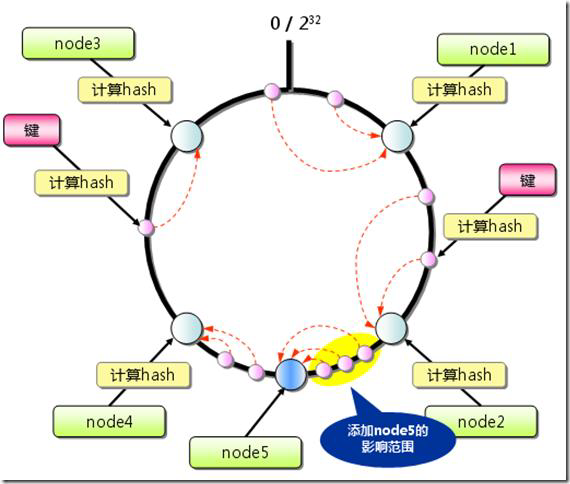 0 / 2³²
node3
node1
计算hash
计算hash
键
键
计算hash
计算hash
计算hash
计算hash
node4
添加node5的
影响范围
node2
node5